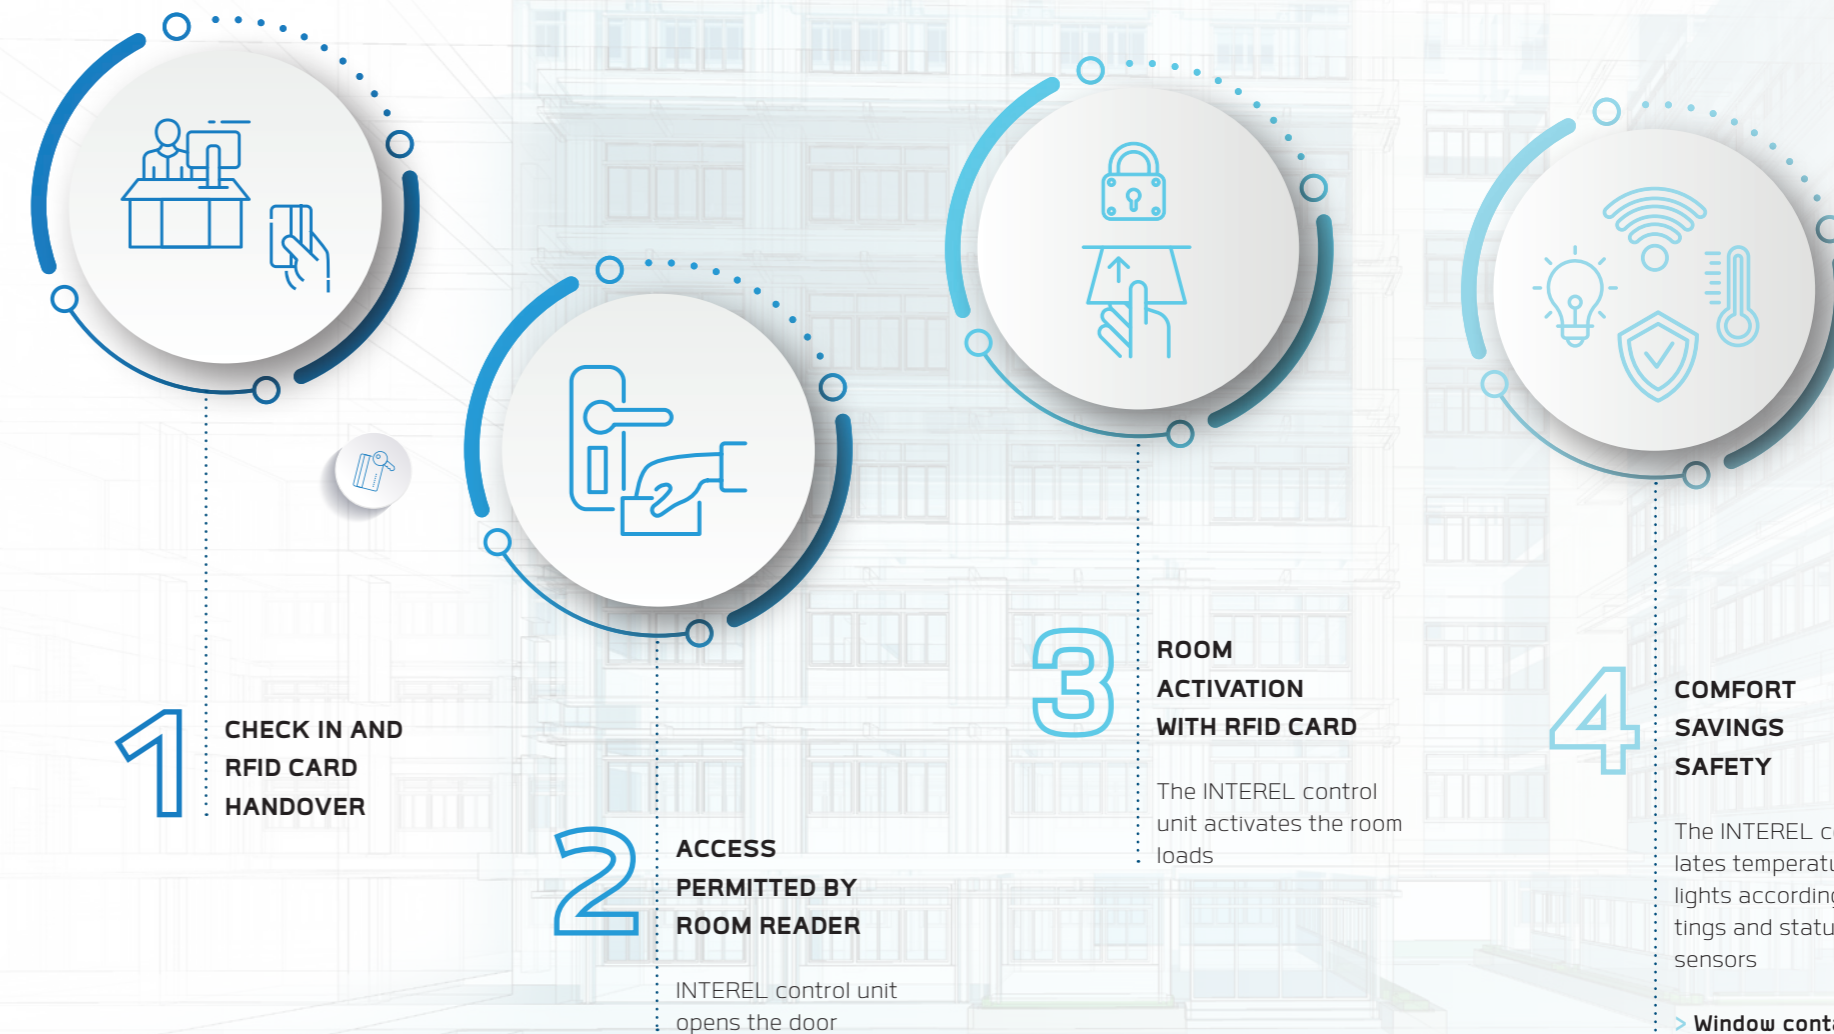 1
CHECK IN AND
RFID CARD
HANDOVER
2
ACCESS
PERMITTED BY
ROOM READER
INTEREL control unit
opens the door
3
ROOM
ACTIVATION
WITH RFID CARD
The INTEREL control
unit activates the room
loads
4
COMFORT
SAVINGS
SAFETY
The INTEREL
lates
lights
tings and
sensors
> Window